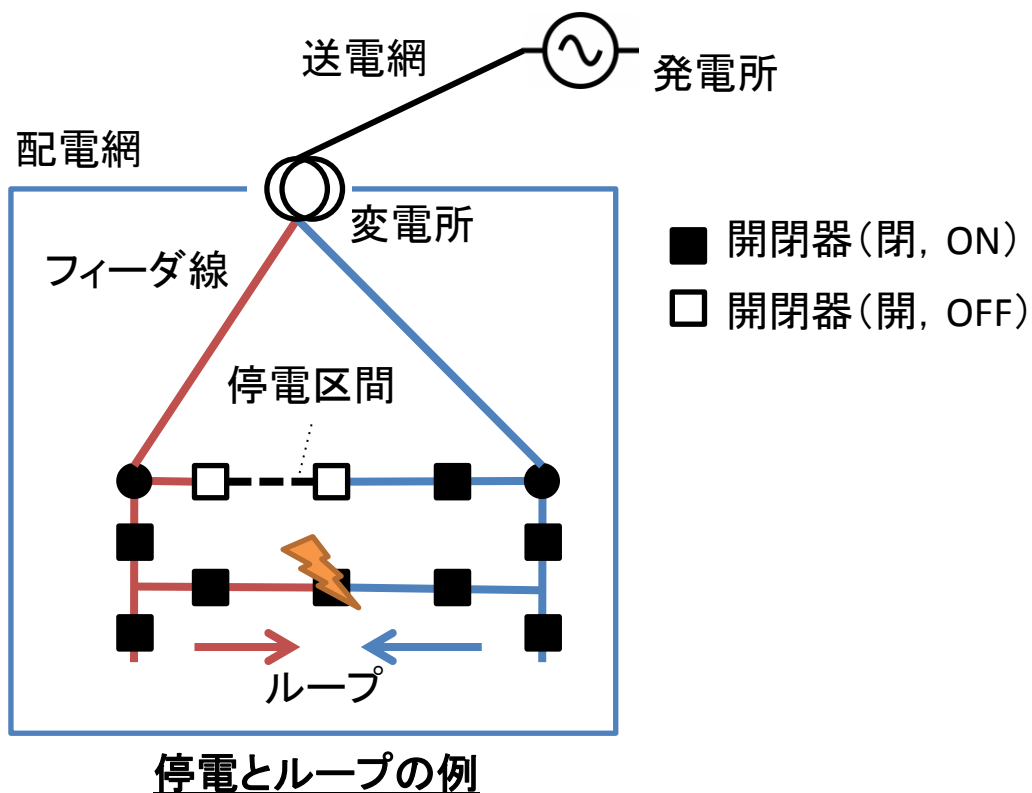 送電網
発電所
配電網
変電所
フィーダ線
開閉器(閉, ON)
開閉器(開, OFF)
停電区間
ループ
停電とループの例